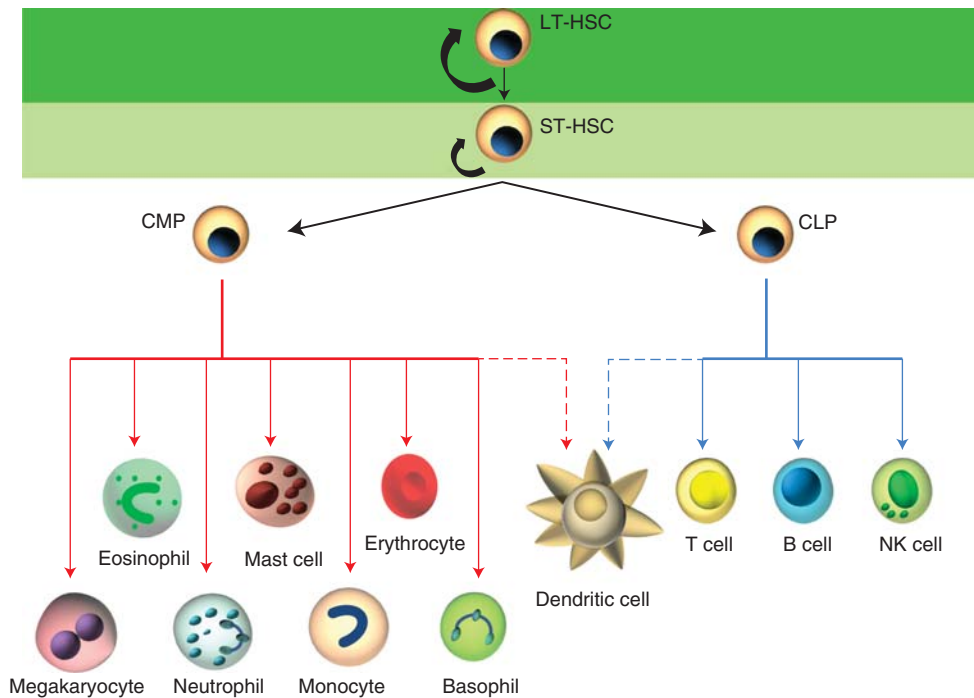 LT-HSC
ST-HSC
CMP
CLP
Eosinophil
Mast cell
Erythrocyte
T cell
B cell
NK cell
Dendritic cell
Megakaryocyte
Neutrophil
Monocyte
Basophil